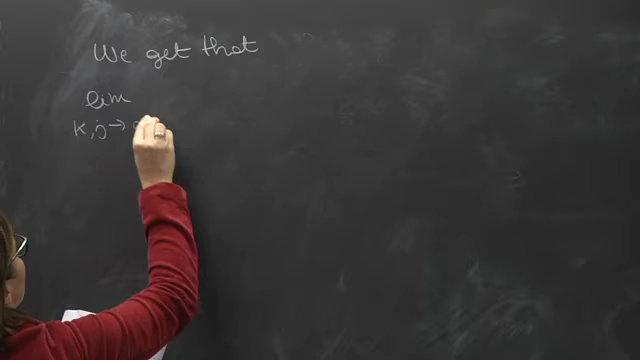 We get that
lim
k,j →